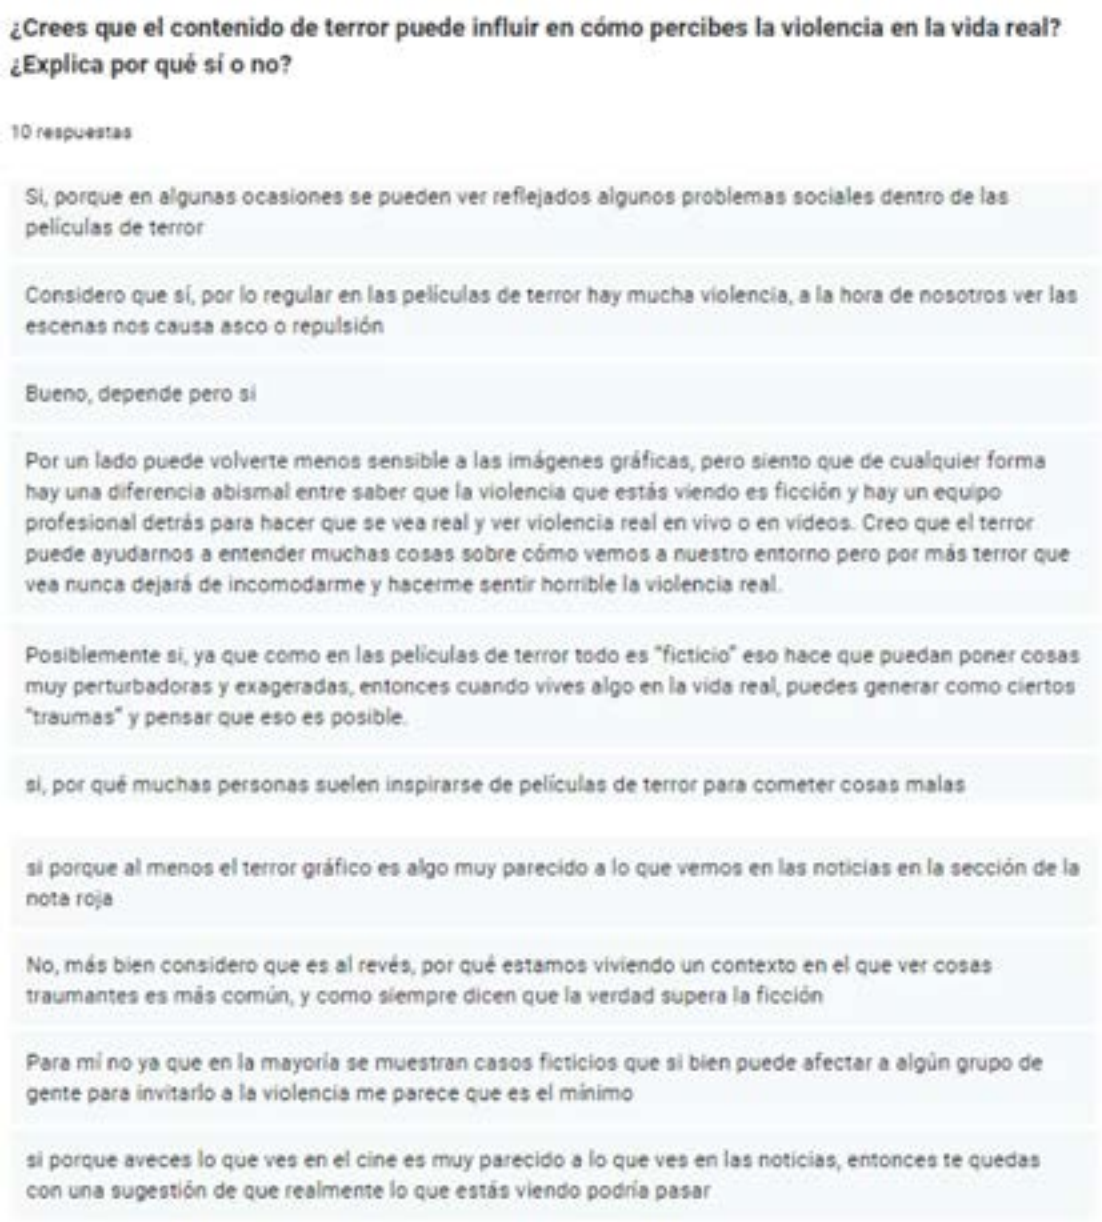 ¿Crees que el contenido de terror puede influir en cómo percibes la violencia en la vida real?
¿Explica por qué sí o no?
10 respuestas
Si, porque en algunas ocasiones se pueden ver reflejados algunos problemas sociales dentro de las
películas de terror
Considero que sí, por lo regular en las películas de terror hay mucha violencia, a la hora de nosotros ver las
escenas nos causa asco o repulsión
Bueno, depende pero si
Por un lado puede volverte menos sensible a las imágenes gráficas, pero siento que de cualquier forma
hay una diferencia abismal entre saber que la violencia que estás viendo es ficción y hay un equipo
profesional detrás para hacer que se vea real y ver violencia real en vivo o en videos. Creo que el terror
puede ayudarnos a entender muchas cosas sobre cómo vemos a nuestro entorno pero por más terror que
vea nunca dejará de incomodarme y hacerme sentir horrible la violencia real.
Posiblemente si, ya que como en las películas de terror todo es "ficticio" eso hace que puedan poner cosas
muy perturbadoras y exageradas, entonces cuando vives algo en la vida real, puedes generar como ciertos
"traumas" y pensar que eso es posible.
si, por qué muchas personas suelen inspirarse de películas de terror para cometer cosas malas
si porque al menos el terror gráfico es algo muy parecido a lo que vemos en las noticias en la sección de la
nota roja
No, más bien considero que es al revés, por qué estamos viviendo un contexto en el que ver cosas
traumantes es más común, y como siempre dicen que la verdad supera la ficción
Para mí no ya que en la mayoría se muestran casos ficticios que si bien puede afectar a algún grupo de
gente para invitarlo a la violencia me parece que es el mínimo
si porque aveces lo que ves en el cine es muy parecido a lo que ves en las noticias, entonces te quedas
con una sugestión de que realmente lo que estás viendo podría pasar